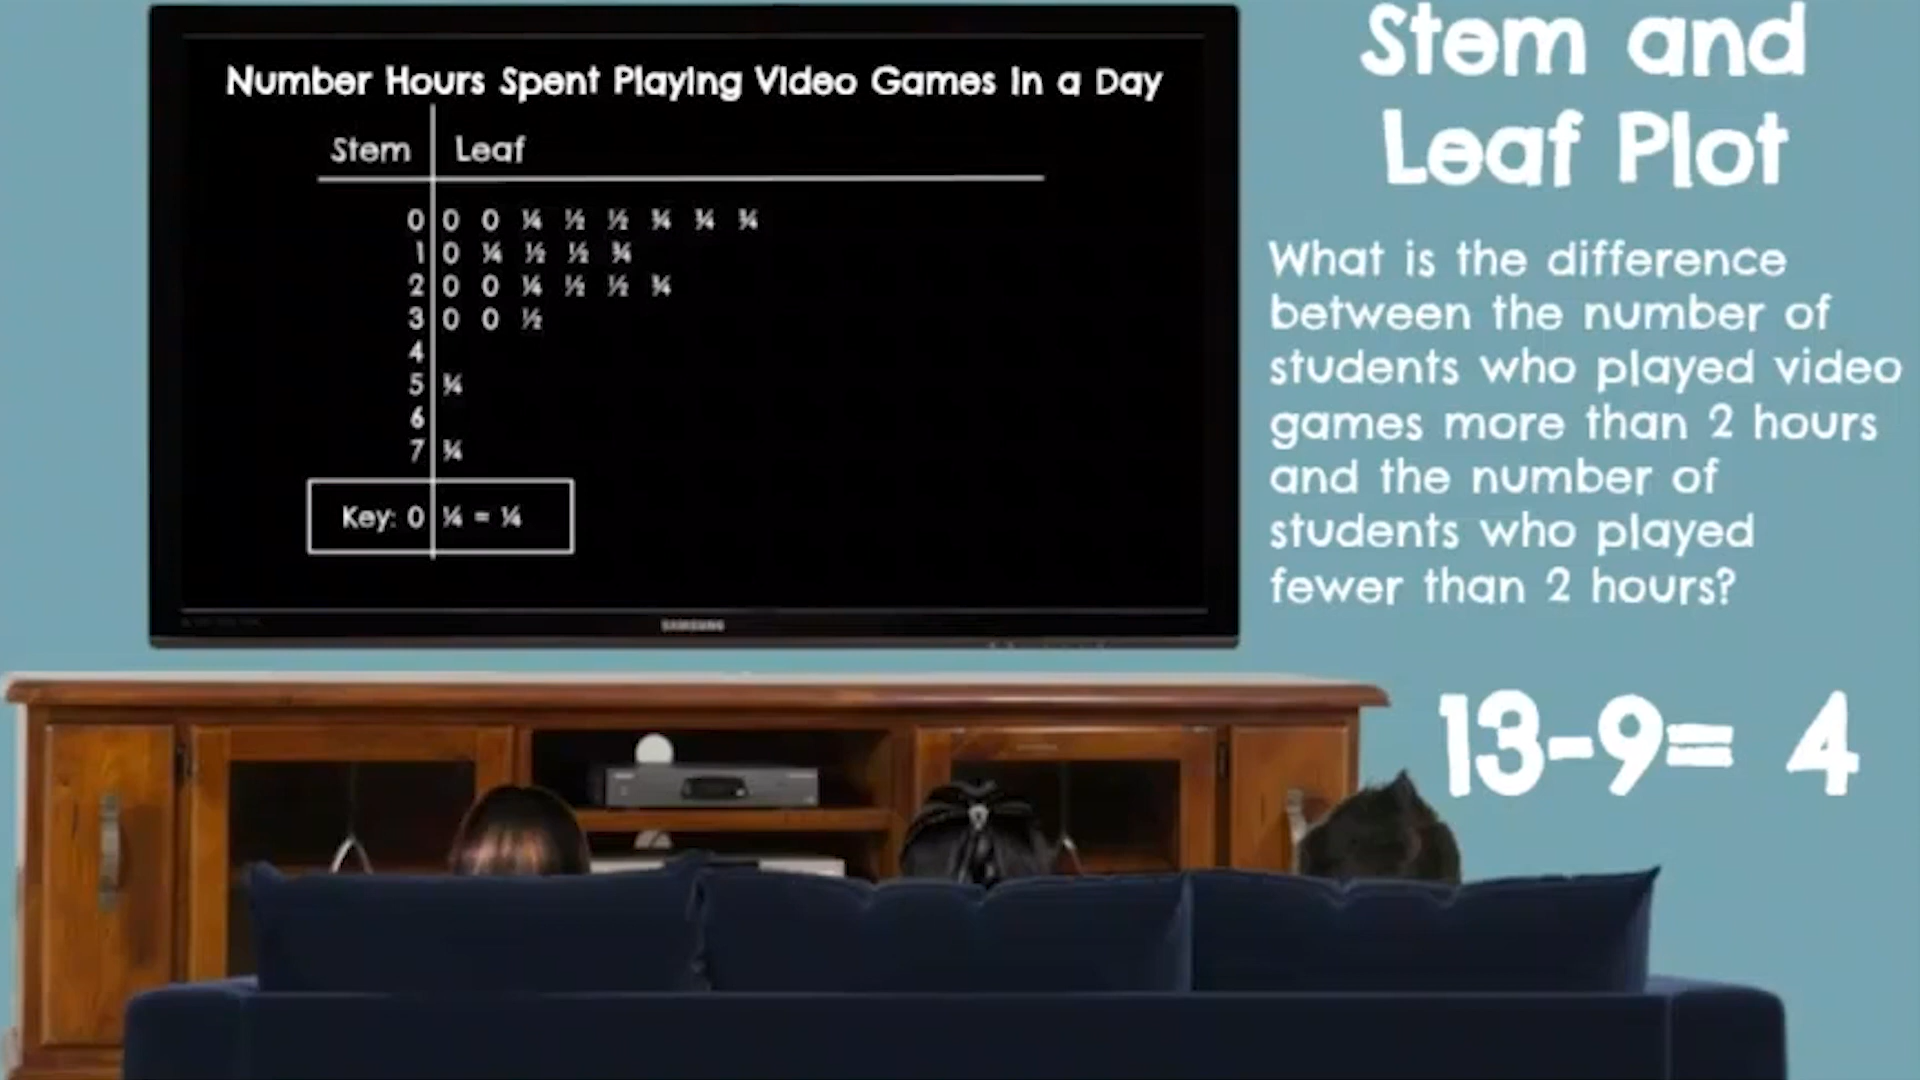 Number Hours Spent Playing Video Games in a Day
Stem Leaf
0 0 0 ¼ ½ ½ ¾ ¾ ¾
1 0 ¼ ½ ½ ¾
2 0 0 ¼ ½ ½ ¾
3 0 0 ½
4
5 ¼
6
7 ¾
Key: 0 ¼ = ¼
SAMSUNG
Stem and
Leaf Plot
What is the difference
between the number of
students who played video
games more than 2 hours
and the number of
students who played
fewer than 2 hours?
13-9= 4